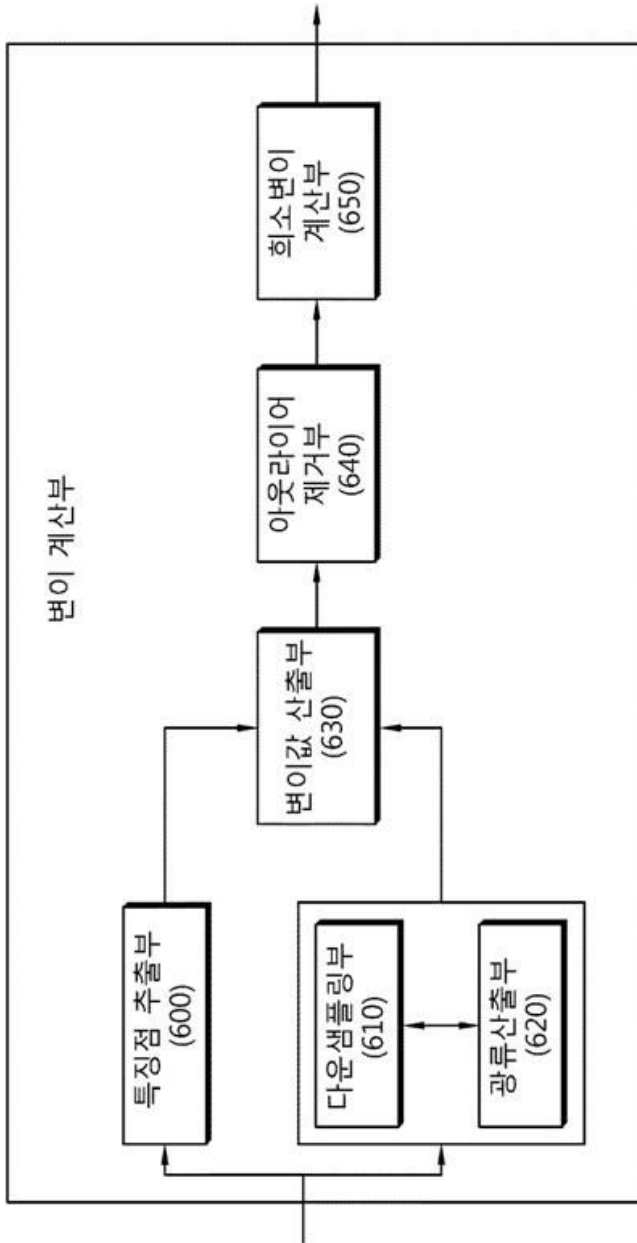 변이 계산부
특징점 추출부
(600)
다운샘플링부
(610)
광류산출부
(620)
변이값 산출부
(630)
아웃라이어
제거부
(640)
희소변이
계산부
(650)